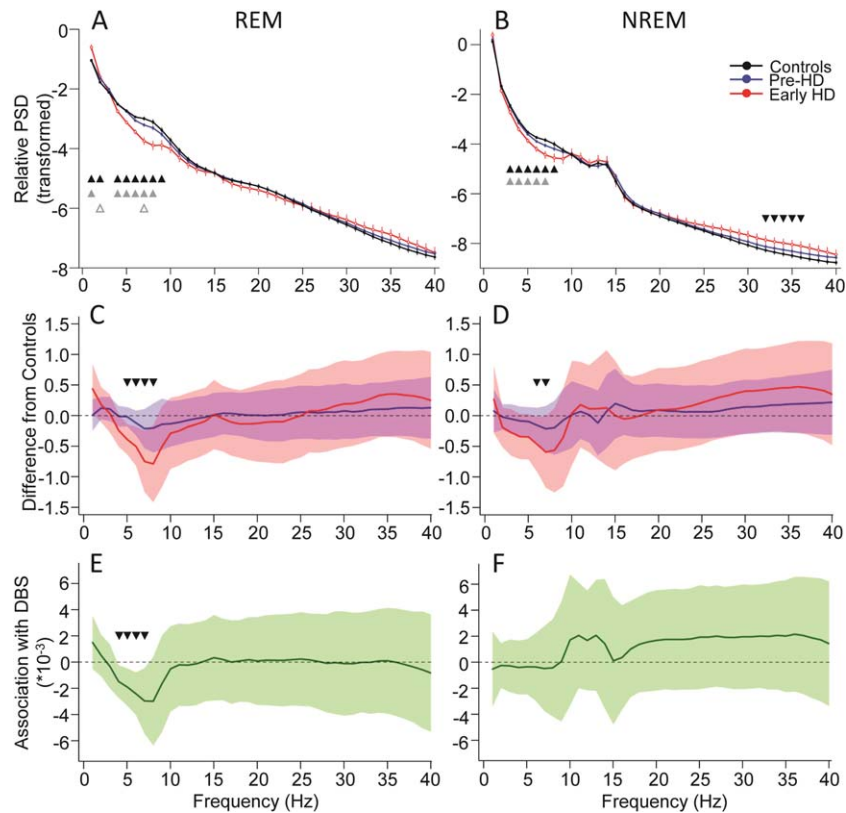 A
REM
B
NREM
Controls
Pre-HD
Early HD
Relative PSD
(transformed)
0
-2
-4
-6
-8
0
-2
-4
-6
-8
0 5 10 15 20 25 30 35 40
0 5 10 15 20 25 30 35 40
C
D
Difference from Controls
1.5
1.0
0.5
0.0
-0.5
-1.0
-1.5
1.5
1.0
0.5
0.0
-0.5
-1.0
-1.5
0 5 10 15 20 25 30 35 40
0 5 10 15 20 25 30 35 40
E
F
Association with DBS
(*10-3)
6
4
2
0
-2
-4
-6
6
4
2
0
-2
-4
-6
0 5 10 15 20 25 30 35 40
0 5 10 15 20 25 30 35 40
Frequency (Hz)
Frequency (Hz)